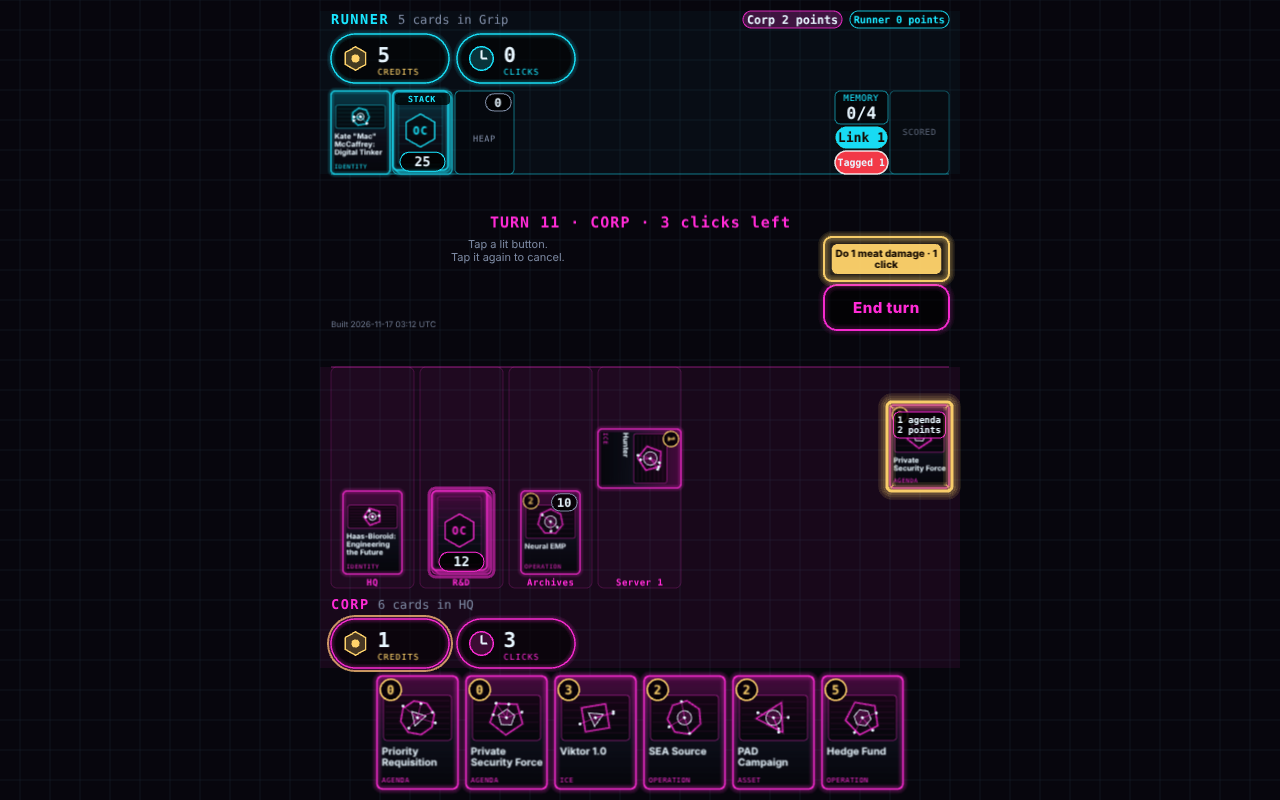 RUNNER 5 cards in Grip
Corp 2 points
Runner 0 points
5
CREDITS
0
CLICKS
Kate "Mac"
McCaffrey:
Digital Tinker
IDENTITY
STACK
OC
25
0
HEAP
MEMORY
0/4
Link 1
Tagged 1
SCORED
TURN 11 · CORP · 3 clicks left
Tap a lit button.
Tap it again to cancel.
Do 1 meat damage · 1
click
End turn
Built 2026-11-17 03:12 UTC
1 agenda
2 points
Private
Security Force
AGENDA
Hunter
ICE
1
Haas-Bioroid:
Engineering
the Future
IDENTITY
HQ
OC
12
R&D
2
10
Neural EMP
OPERATION
Archives
Server 1
CORP 6 cards in HQ
1
CREDITS
3
CLICKS
0
Priority
Requisition
AGENDA
0
Private
Security Force
AGENDA
3
Viktor 1.0
ICE
2
SEA Source
OPERATION
2
PAD
Campaign
ASSET
5
Hedge Fund
OPERATION